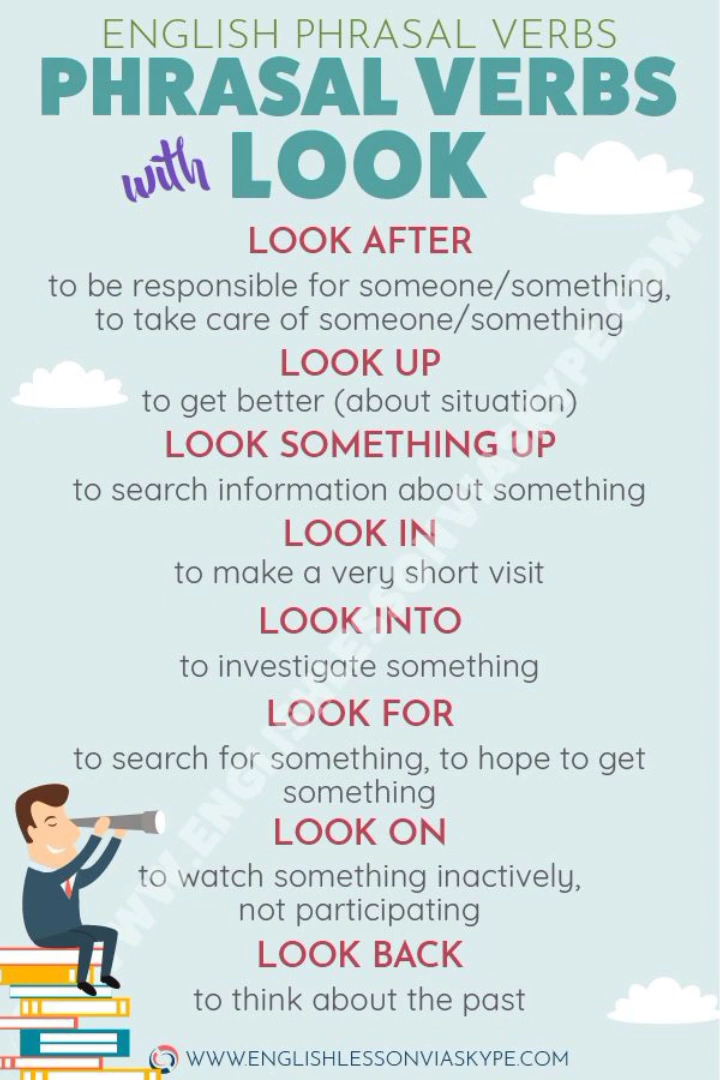 ENGLISH PHRASAL VERBS
PHRASAL VERBS
with LOOK
LOOK AFTER
to be responsible for someone/something,
to take care of someone/something
LOOK UP
to get better (about situation)
LOOK SOMETHING UP
to search information about something
LOOK IN
to make a very short visit
LOOK INTO
to investigate something
LOOK FOR
to search for something, to hope to get
something
LOOK ON
to watch something inactively,
not participating
LOOK BACK
to think about the past
WWW.ENGLISHLESSONVIASKYPE.COM
WWW.ENGLISHLESSONVIASKYPE.COM